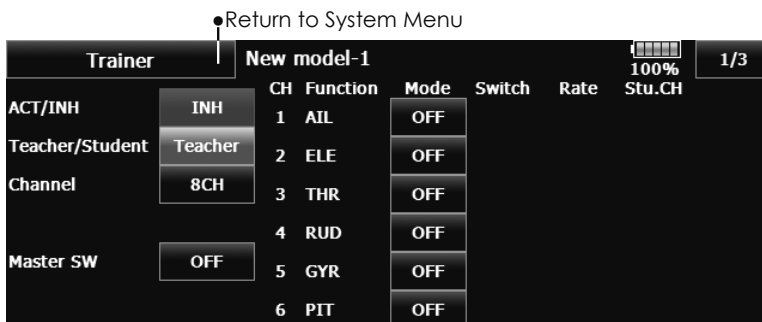 ●Return to System Menu
Trainer New model-1 100% 1/3
CH Function Mode Switch Rate Stu.CH
ACT/INH INH 1 AIL OFF
Teacher/Student Teacher 2 ELE OFF
Channel 8CH 3 THR OFF
4 RUD OFF
Master SW OFF 5 GYR OFF
6 PIT OFF